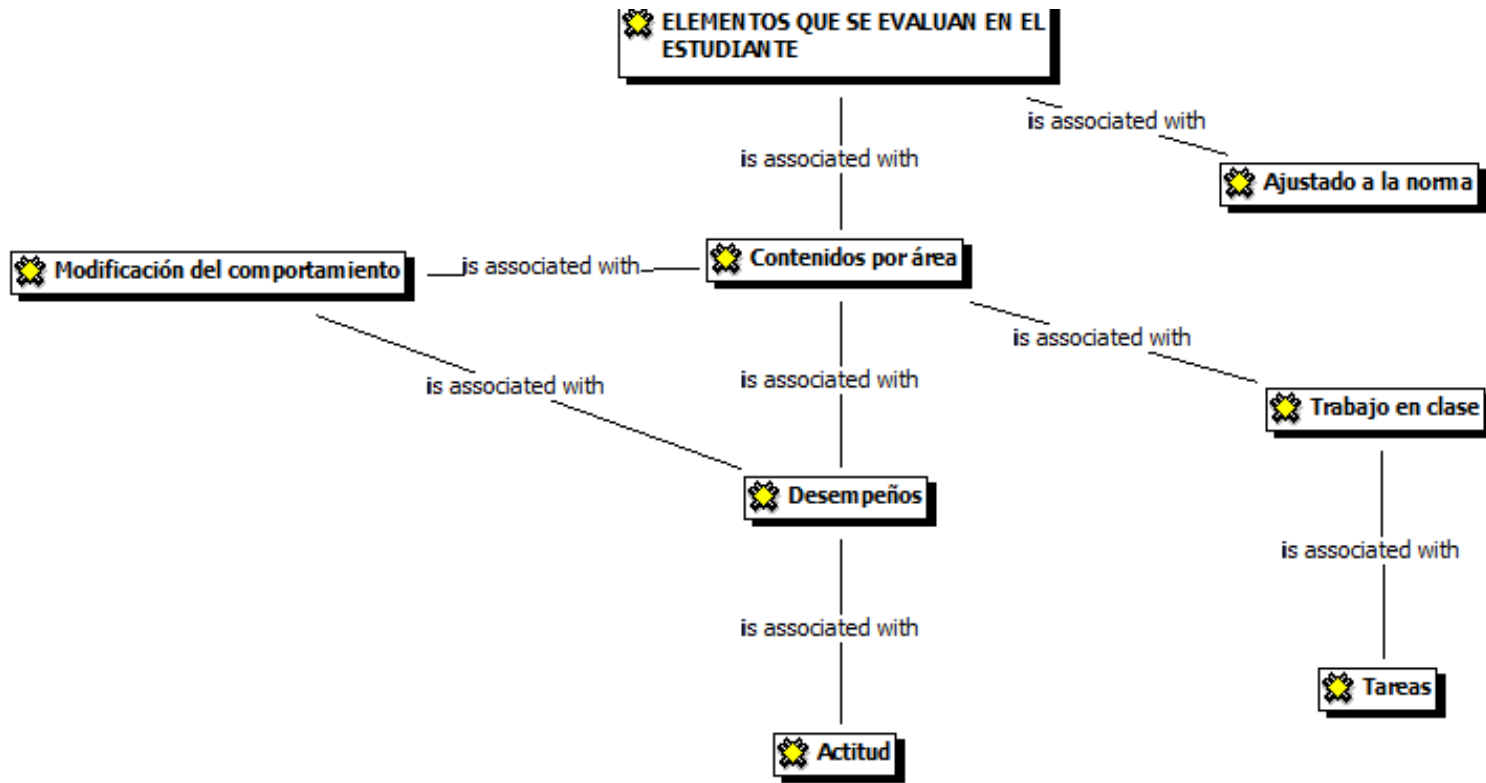 ELEMENTOS QUE SE EVALUAN EN EL
ESTUDIANTE
is associated with
is associated with
Ajustado a la norma
Modificación del comportamiento
is associated with
Contenidos por área
is associated with
is associated with
is associated with
Trabajo en clase
Desempeños
is associated with
is associated with
Tareas
Actitud